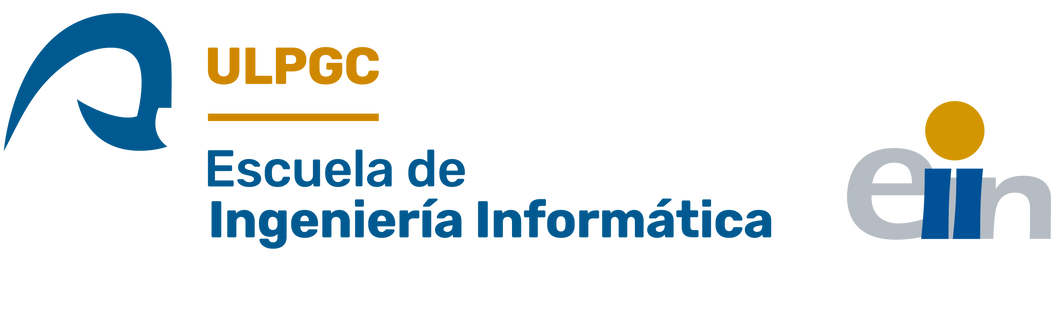 ULPGC
Escuela de
Ingeniería Informática
eiin